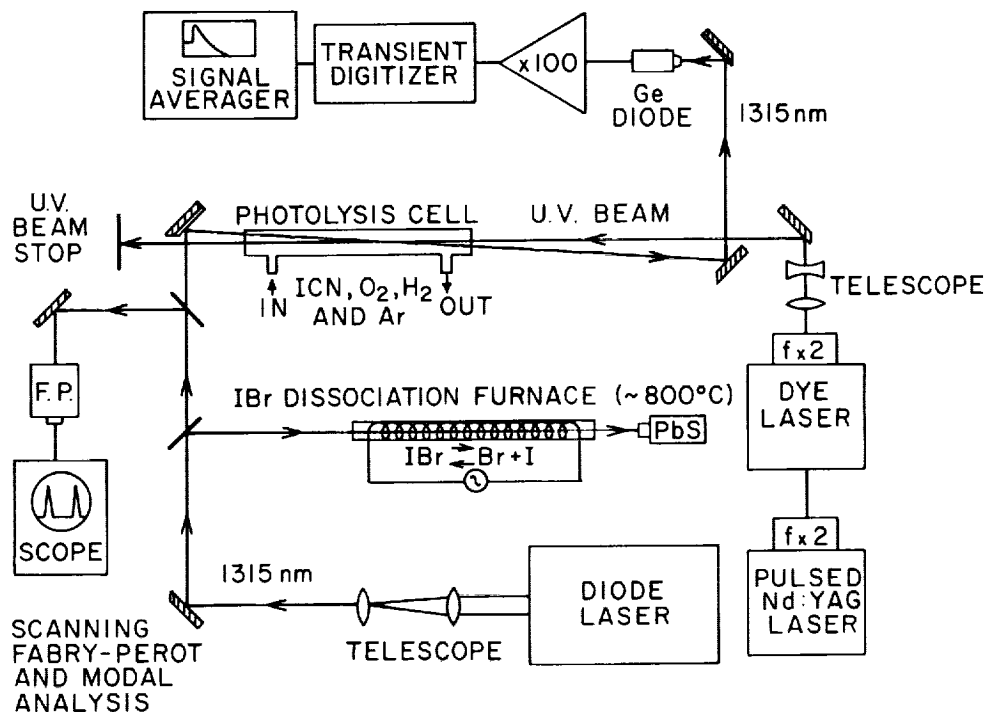 SIGNAL
AVERAGER
TRANSIENT
DIGITIZER
x100
Ge
DIODE
1315nm
U.V.
BEAM
STOP
PHOTOLYSIS CELL
U.V. BEAM
TELESCOPE
IN
ICN, O₂, H₂
AND Ar
OUT
f x 2
DYE
LASER
F.P.
IBr DISSOCIATION FURNACE (~800°C)
PbS
IBr ⇌ Br + I
SCOPE
f x 2
PULSED
Nd:YAG
LASER
1315 nm
TELESCOPE
DIODE
LASER
SCANNING
FABRY-PEROT
AND MODAL
ANALYSIS